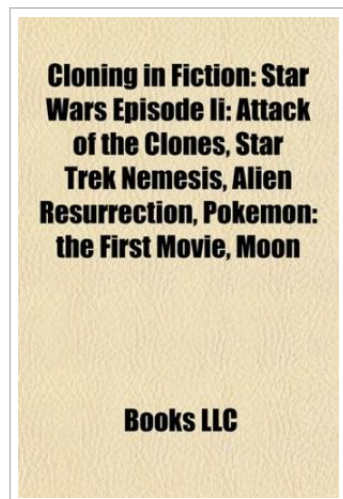 Cloning in Fiction: Star
Wars Episode Ii: Attack
of the Clones, Star
Trek Nemesis, Alien
Resurrection, Pokémon:
the First Movie, Moon
Books LLC